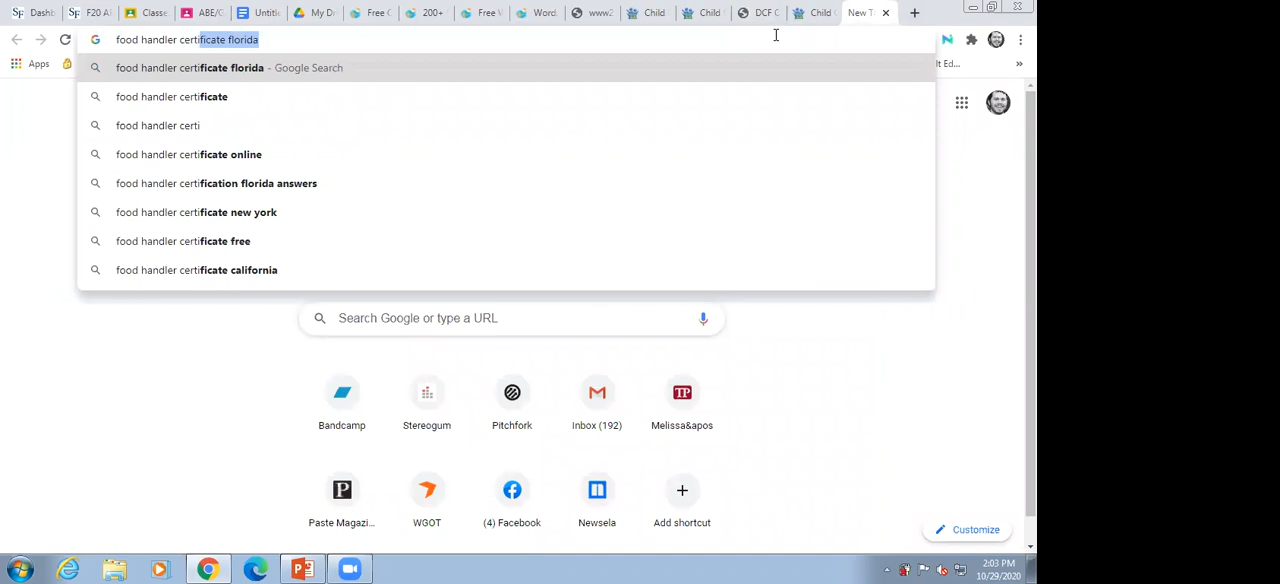 Dashb F20 Al Classe ABE/G Untitle My Dr Free C 200+ Free V Word: www2 Child Child DCF C Child C New T
food handler certificate florida
Apps It Ed...
food handler certificate florida - Google Search
food handler certificate
food handler certi
food handler certificate online
food handler certification florida answers
food handler certificate new york
food handler certificate free
food handler certificate california
Search Google or type a URL
Bandcamp Stereogum Pitchfork Inbox (192) Melissa&apos
Paste Magazi... WGOT (4) Facebook Newsela Add shortcut
Customize
2:03 PM
10/29/2020